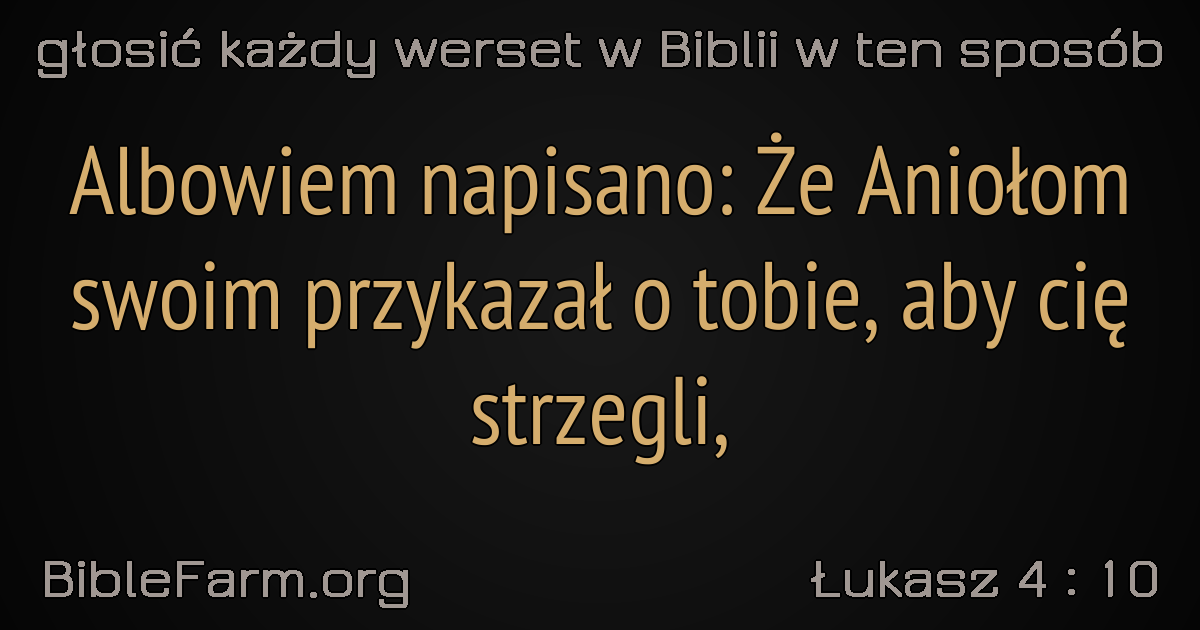 głosić każdy werset w Biblii w ten sposób
Albowiem napisano: Że Aniołom
swoim przykazał o tobie, aby cię
strzegli,
BibleFarm.org
Łukasz 4 : 10